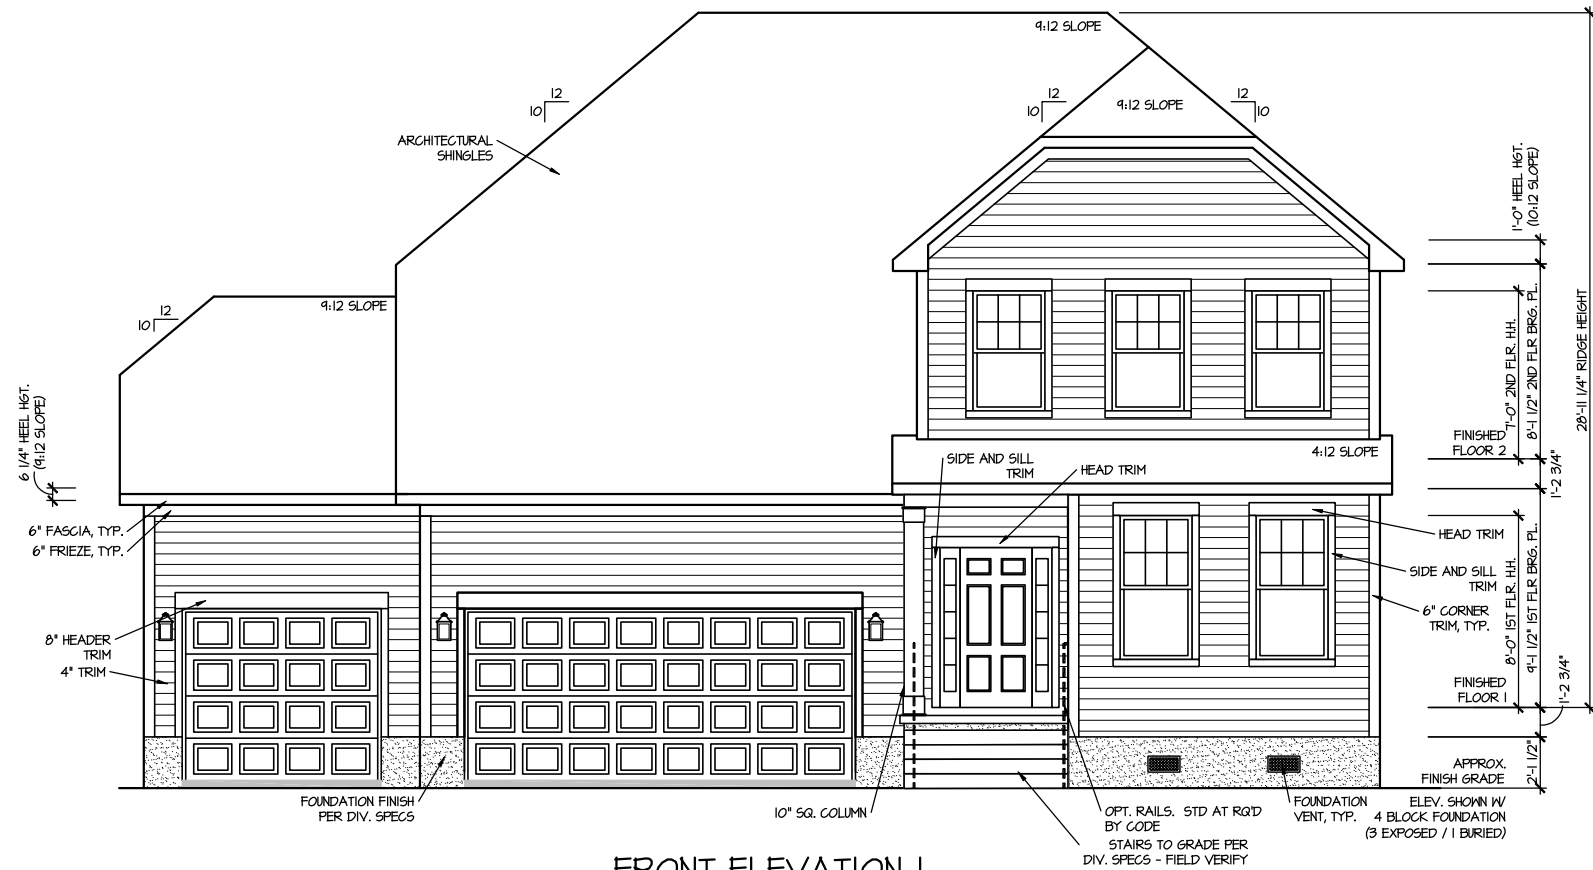 9:12 SLOPE
12
10
12
10
9:12 SLOPE
12
10
ARCHITECTURAL
SHINGLES
1'-0" HEEL HGT.
(10:12 SLOPE)
9:12 SLOPE
12
10
28'-11 1/4" RIDGE HEIGHT
7'-0" 2ND FLR. H.H.
8'-1 1/2" 2ND FLR BRG. PL.
6 1/4" HEEL HGT.
(9:12 SLOPE)
FINISHED
FLOOR 2
4:12 SLOPE
SIDE AND SILL
TRIM
HEAD TRIM
1'-2 3/4"
6" FASCIA, TYP.
6" FRIEZE, TYP.
HEAD TRIM
SIDE AND SILL
TRIM
6" CORNER
TRIM, TYP.
8'-0" 1ST FLR. H.H.
9'-1 1/2" 1ST FLR BRG. PL.
8" HEADER
TRIM
4" TRIM
FINISHED
FLOOR 1
1'-2 3/4"
APPROX.
FINISH GRADE
2'-1 1/2"
FOUNDATION FINISH
PER DIV. SPECS
10" SQ. COLUMN
OPT. RAILS. STD AT RQ'D
BY CODE
FOUNDATION
VENT, TYP.
ELEV. SHOWN W/
4 BLOCK FOUNDATION
(3 EXPOSED / 1 BURIED)
STAIRS TO GRADE PER
DIV. SPECS - FIELD VERIFY
FRONT ELEVATION 1